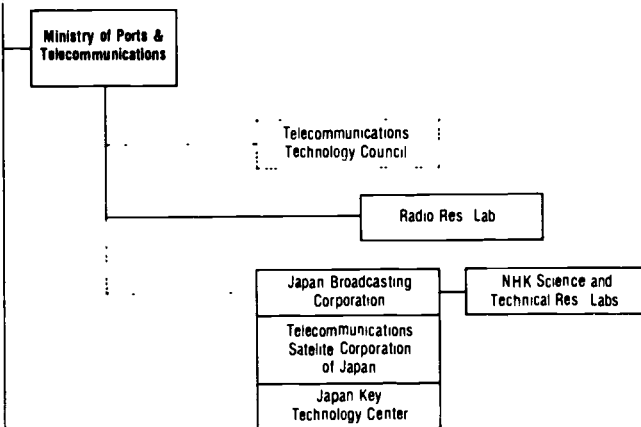 Ministry of Ports &
Telecommunications
Telecommunications
Technology Council
Radio Res Lab
Japan Broadcasting
Corporation
NHK Science and
Technical Res Labs
Telecommunications
Satelite Corporation
of Japan
Japan Key
Technology Center